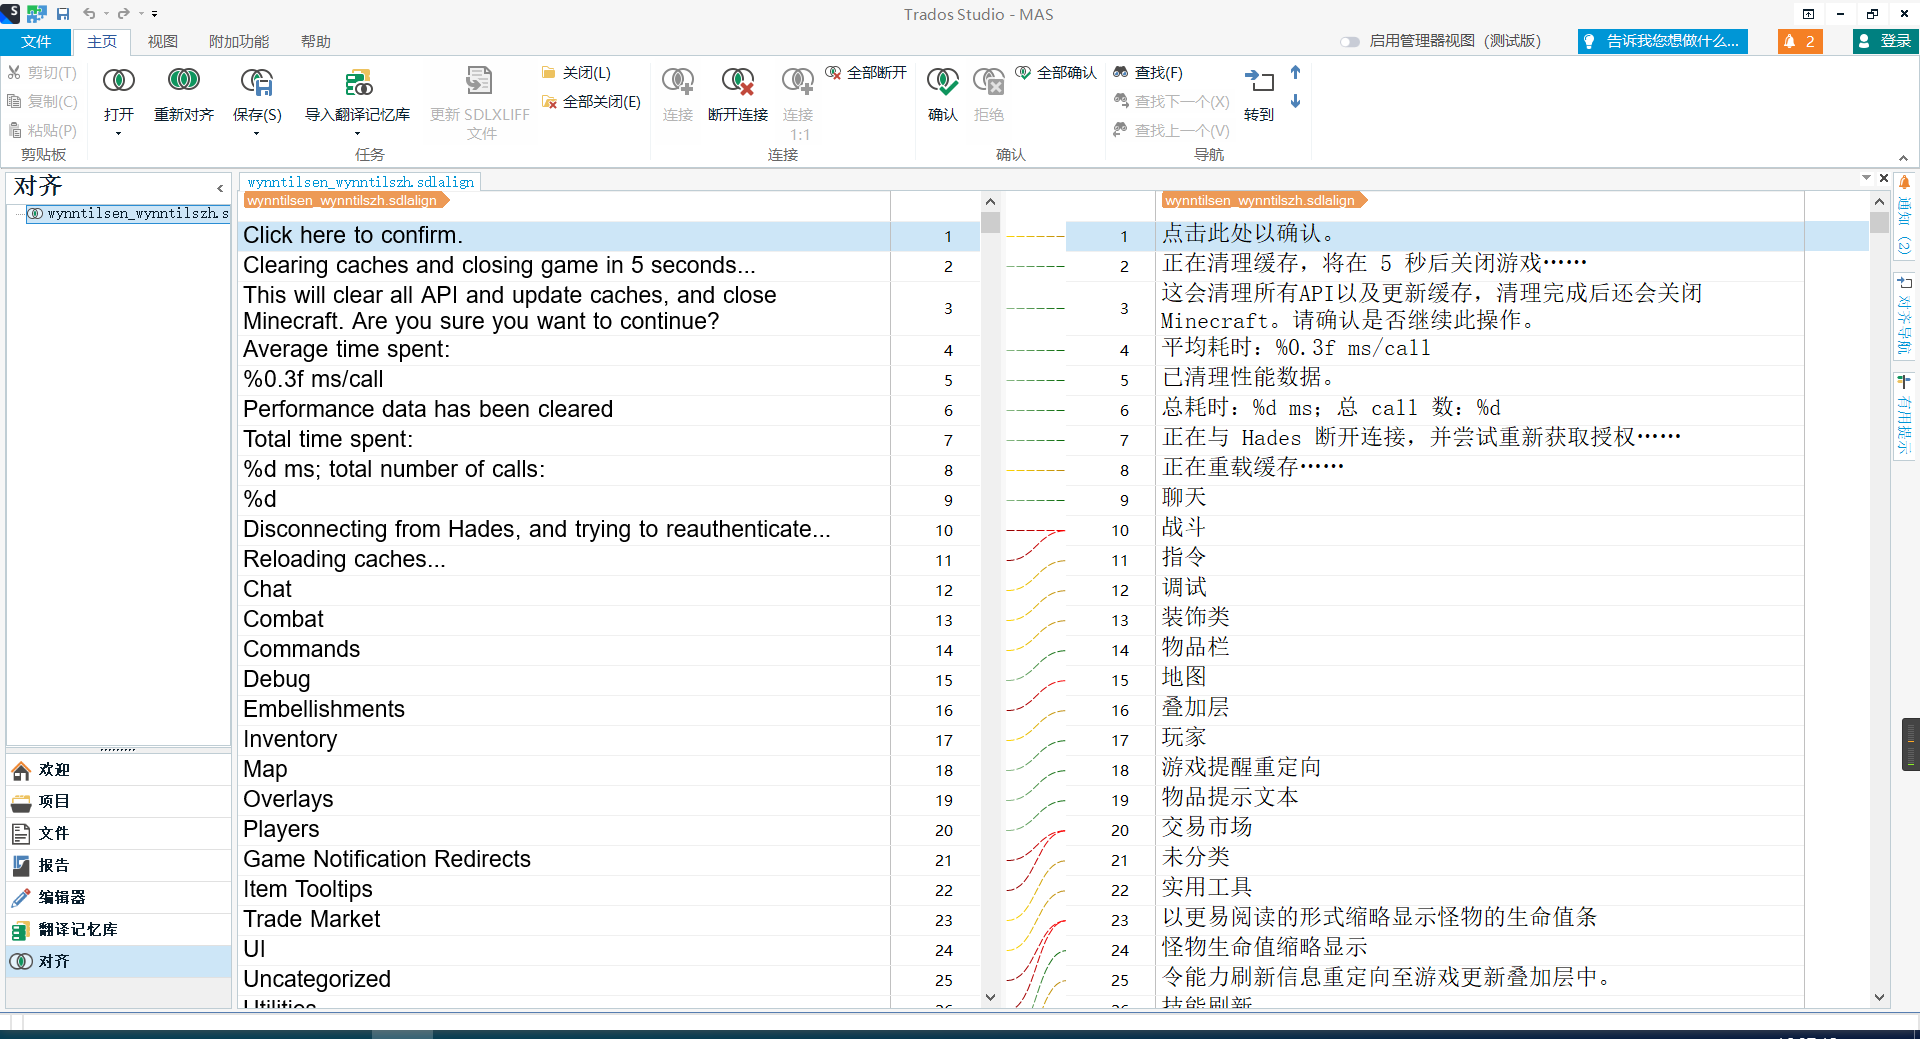 Trados Studio - MAS
文件
主页
视图
附加功能
帮助
启用管理器视图 (测试版)
告诉我您想做什么...
2
登录
剪切(T)
复制(C)
粘贴(P)
剪贴板
打开
重新对齐
保存(S)
导入翻译记忆库
更新 SDLXLIFF
文件
关闭(L)
全部关闭(E)
任务
连接
断开连接
连接
1:1
全部断开
连接
确认
拒绝
全部确认
确认
查找(F)
查找下一个(X)
查找上一个(V)
转到
导航
对齐
wynntilsen_wynntilszh.s
欢迎
项目
文件
报告
编辑器
翻译记忆库
对齐
wynntilsen_wynntilszh.sdlalign
wynntilsen_wynntilszh.sdlalign
wynntilsen_wynntilszh.sdlalign
Click here to confirm. 1 1 点击此处以确认。
Clearing caches and closing game in 5 seconds... 2 2 正在清理缓存，将在 5 秒后关闭游戏……
This will clear all API and update caches, and close
Minecraft. Are you sure you want to continue? 3 3 这会清理所有API以及更新缓存，清理完成后还会关闭
Minecraft。请确认是否继续此操作。
Average time spent: 4 4 平均耗时：%0.3f ms/call
%0.3f ms/call 5 5 已清理性能数据。
Performance data has been cleared 6 6 总耗时：%d ms；总 call 数：%d
Total time spent: 7 7 正在与 Hades 断开连接，并尝试重新获取授权……
%d ms; total number of calls: 8 8 正在重载缓存……
%d 9 9 聊天
Disconnecting from Hades, and trying to reauthenticate... 10 10 战斗
Reloading caches... 11 11 指令
Chat 12 12 调试
Combat 13 13 装饰类
Commands 14 14 物品栏
Debug 15 15 地图
Embellishments 16 16 叠加层
Inventory 17 17 玩家
Map 18 18 游戏提醒重定向
Overlays 19 19 物品提示文本
Players 20 20 交易市场
Game Notification Redirects 21 21 未分类
Item Tooltips 22 22 实用工具
Trade Market 23 23 以更易阅读的形式缩略显示怪物的生命值条
UI 24 24 怪物生命值缩略显示
Uncategorized 25 25 令能力刷新信息重定向至游戏更新叠加层中。
Utilities 26 26 技能刷新
通知 (2)
对齐导航
有用提示